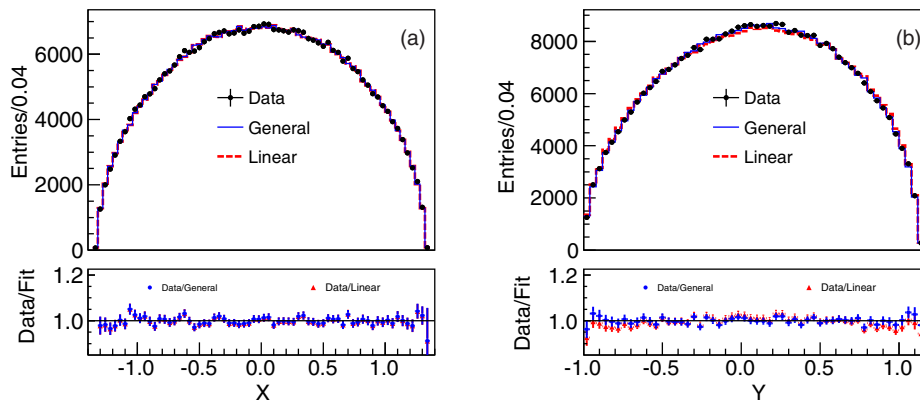 (a)
6000
4000
2000
0
Entries/0.04
Data
General
Linear
1.2
1.0
Data/Fit
Data/General
Data/Linear
-1.0
-0.5
0.0
0.5
1.0
X
(b)
8000
6000
4000
2000
0
Entries/0.04
Data
General
Linear
1.2
1.0
Data/Fit
Data/General
Data/Linear
-1.0
-0.5
0.0
0.5
1.0
Y